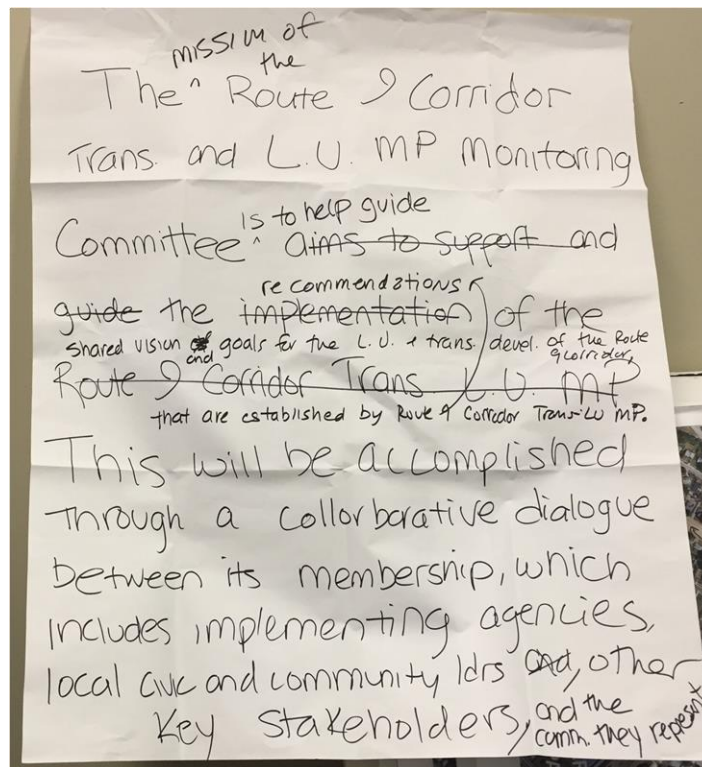 mission of
the
The ^ Route 9 Corridor
Trans. and L.U. MP Monitoring
is to help guide
Committee ^ aims to support and
recommendations
guide the implementation of the
shared vision of and goals for the L.U. + trans. devel. of the Route
9 corridor,
Route 9 Corridor Trans L.U. MP
that are established by Route 9 Corridor Trans + LU MP.
This will be accomplished
through a collorborative dialogue
between its membership, which
includes implementing agencies,
local civic and community ldrs and, other
Key Stakeholders, and the
comm. they represent